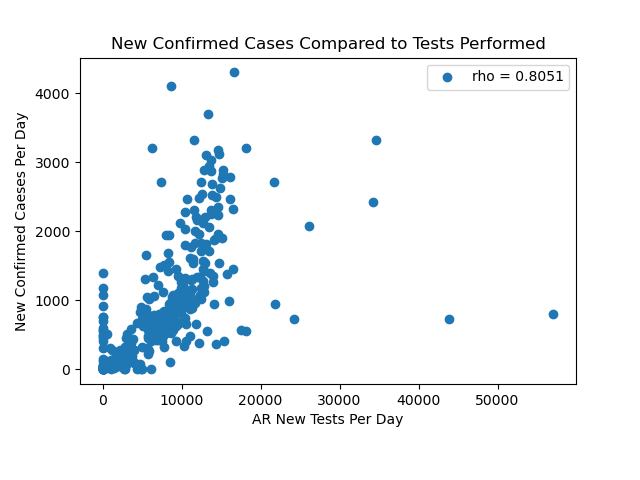 New Confirmed Cases Compared to Tests Performed
rho = 0.8051
4000
3000
2000
1000
0
New Confirmed Caeses Per Day
0 10000 20000 30000 40000 50000
AR New Tests Per Day